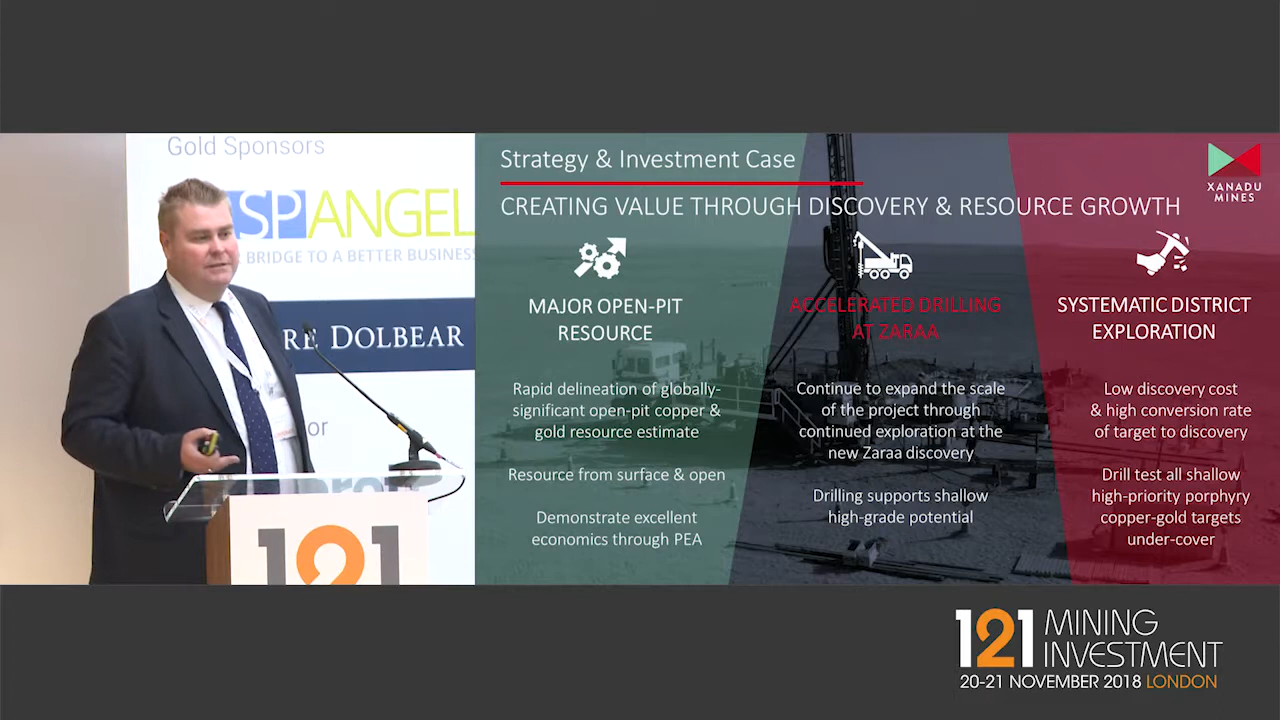 Gold Sponsors
SP ANGEL
BRIDGE TO A BETTER BUSINESS
RE DOLBEAR
or
121
Strategy & Investment Case
CREATING VALUE THROUGH DISCOVERY & RESOURCE GROWTH
XANADU
MINES
MAJOR OPEN-PIT
RESOURCE
Rapid delineation of globally-
significant open-pit copper &
gold resource estimate
Resource from surface & open
Demonstrate excellent
economics through PEA
ACCELERATED DRILLING
AT ZARAA
Continue to expand the scale
of the project through
continued exploration at the
new Zaraa discovery
Drilling supports shallow
high-grade potential
SYSTEMATIC DISTRICT
EXPLORATION
Low discovery cost
& high conversion rate
of target to discovery
Drill test all shallow
high-priority porphyry
copper-gold targets
under-cover
121 MINING
INVESTMENT
20-21 NOVEMBER 2018 LONDON